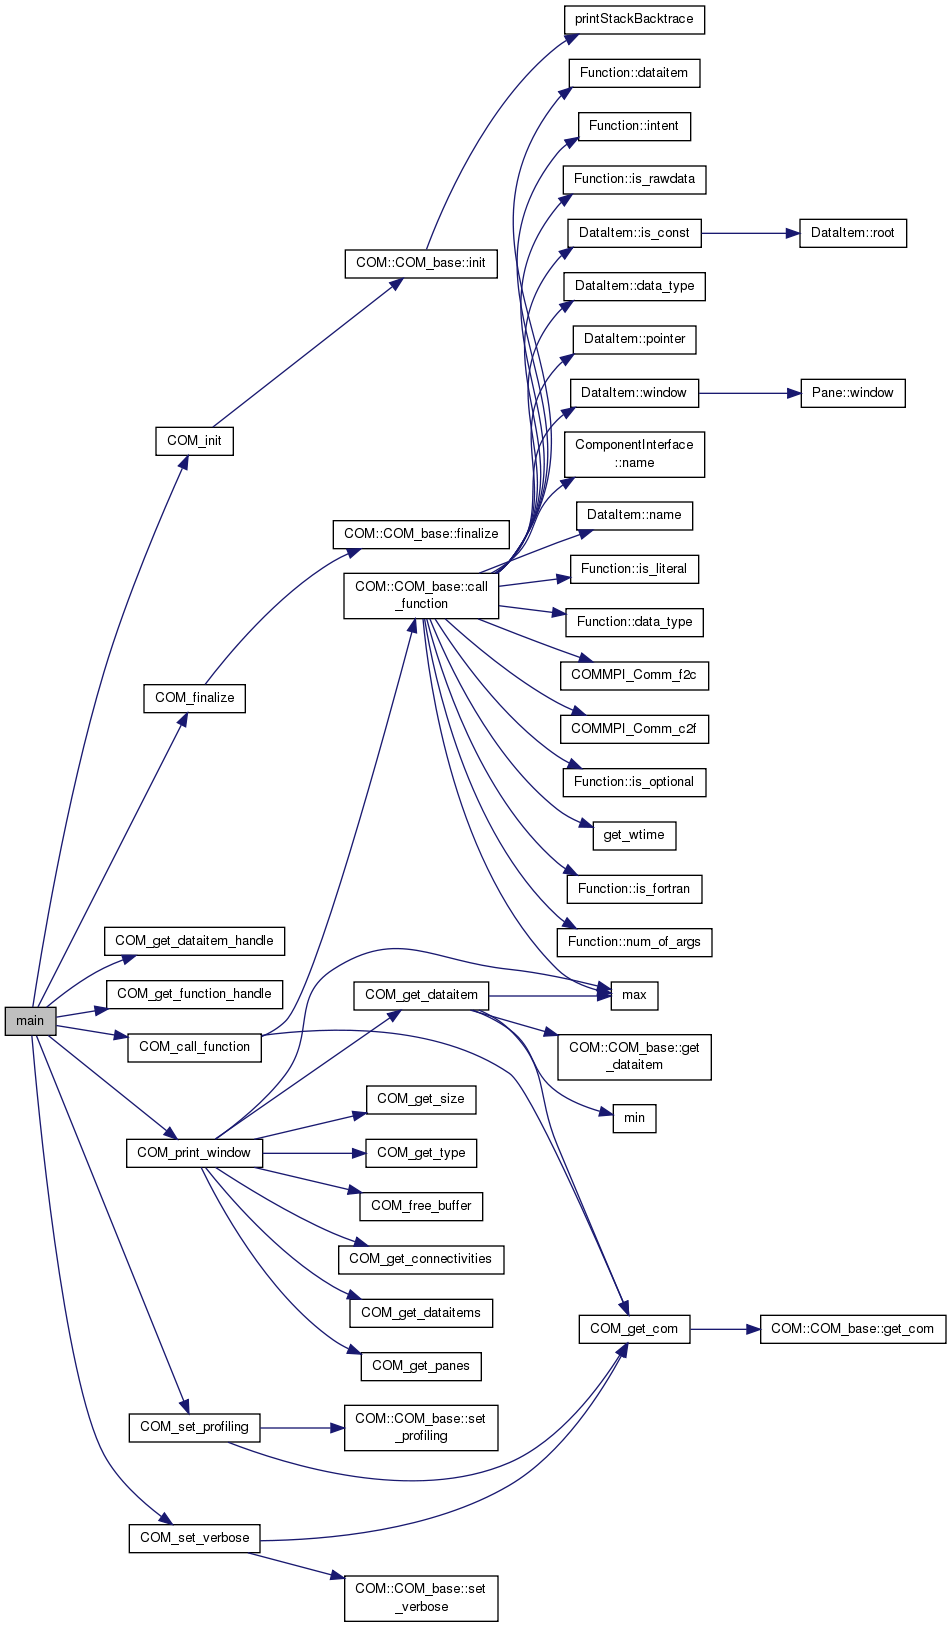 printStackBacktrace
Function::dataitem
Function::intent
Function::is_rawdata
DataItem::is_const
DataItem::root
COM::COM_base::init
DataItem::data_type
DataItem::pointer
DataItem::window
Pane::window
COM_init
ComponentInterface
::name
DataItem::name
COM::COM_base::finalize
Function::is_literal
COM::COM_base::call
_function
Function::data_type
COMMPI_Comm_f2c
COM_finalize
COMMPI_Comm_c2f
Function::is_optional
get_wtime
Function::is_fortran
COM_get_dataitem_handle
Function::num_of_args
COM_get_function_handle
COM_get_dataitem
max
main
COM_call_function
COM::COM_base::get
_dataitem
COM_get_size
min
COM_print_window
COM_get_type
COM_free_buffer
COM_get_connectivities
COM_get_dataitems
COM_get_com
COM::COM_base::get_com
COM_get_panes
COM_set_profiling
COM::COM_base::set
_profiling
COM_set_verbose
COM::COM_base::set
_verbose